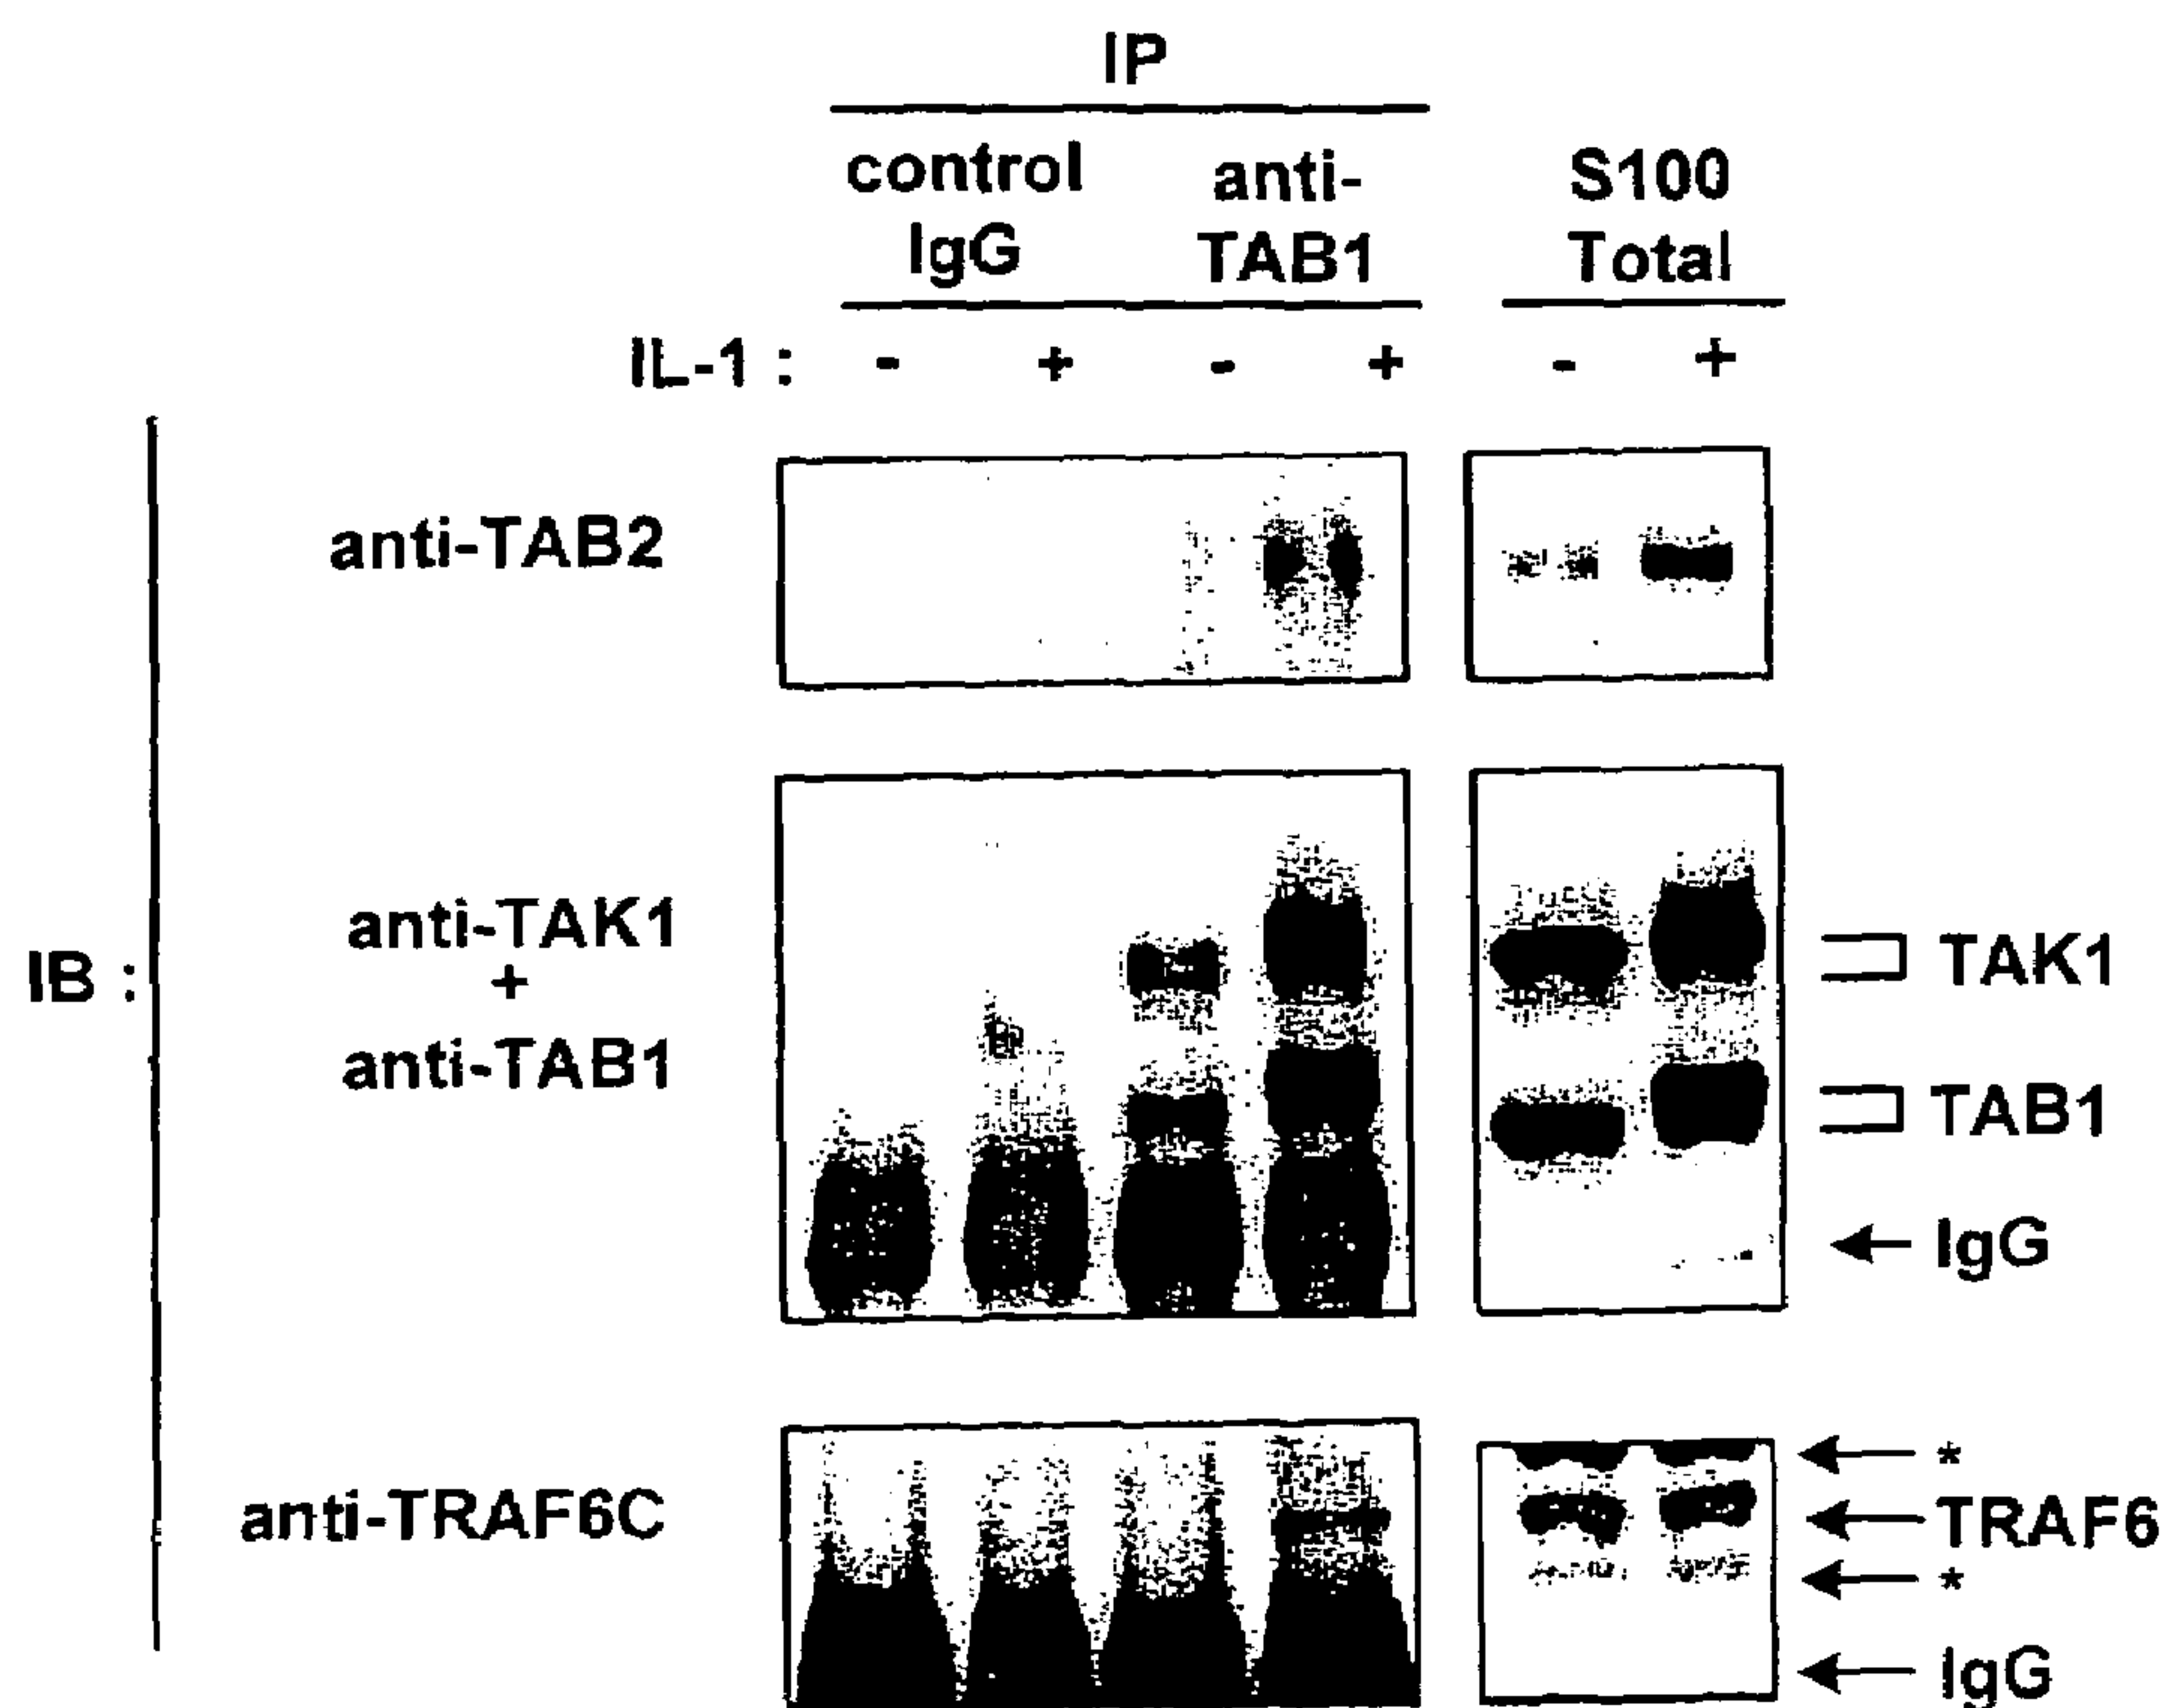 IP
control IgG
anti-TAB1
S100 Total
IL-1 : - + - + - +
anti-TAB2
IB :
anti-TAK1
+
anti-TAB1
TAK1
TAB1
IgG
anti-TRAF6C
*
TRAF6
*
IgG